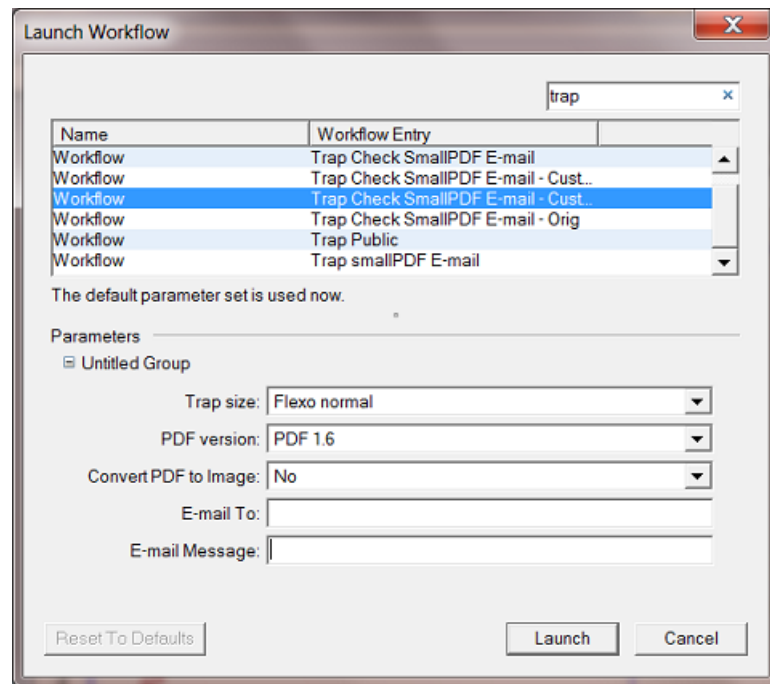 Launch Workflow
trap
Name Workflow Entry
Workflow Trap Check SmallPDF E-mail
Workflow Trap Check SmallPDF E-mail - Cust...
Workflow Trap Check SmallPDF E-mail - Cust...
Workflow Trap Check SmallPDF E-mail - Orig
Workflow Trap Public
Workflow Trap smallPDF E-mail
The default parameter set is used now.
Parameters
Untitled Group
Trap size: Flexo normal
PDF version: PDF 1.6
Convert PDF to Image: No
E-mail To:
E-mail Message:
Reset To Defaults Launch Cancel